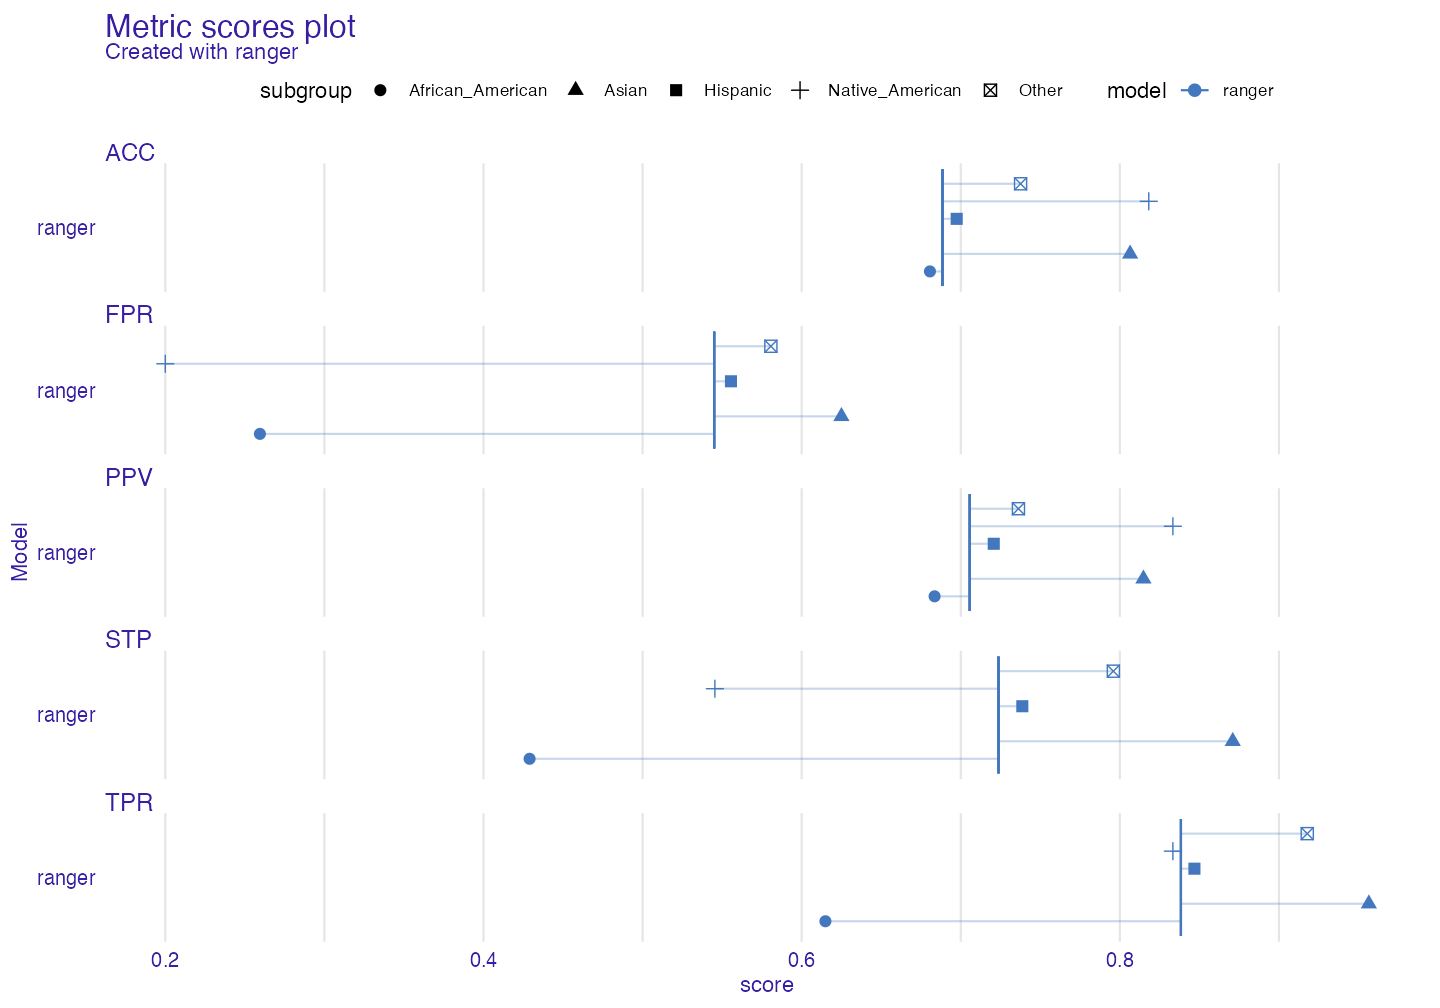 Metric scores plot
Created with ranger
subgroup African_American Asian Hispanic Native_American Other model ranger
ACC
ranger
FPR
ranger
PPV
ranger
Model
STP
ranger
TPR
ranger
0.2 0.4 0.6 0.8
score